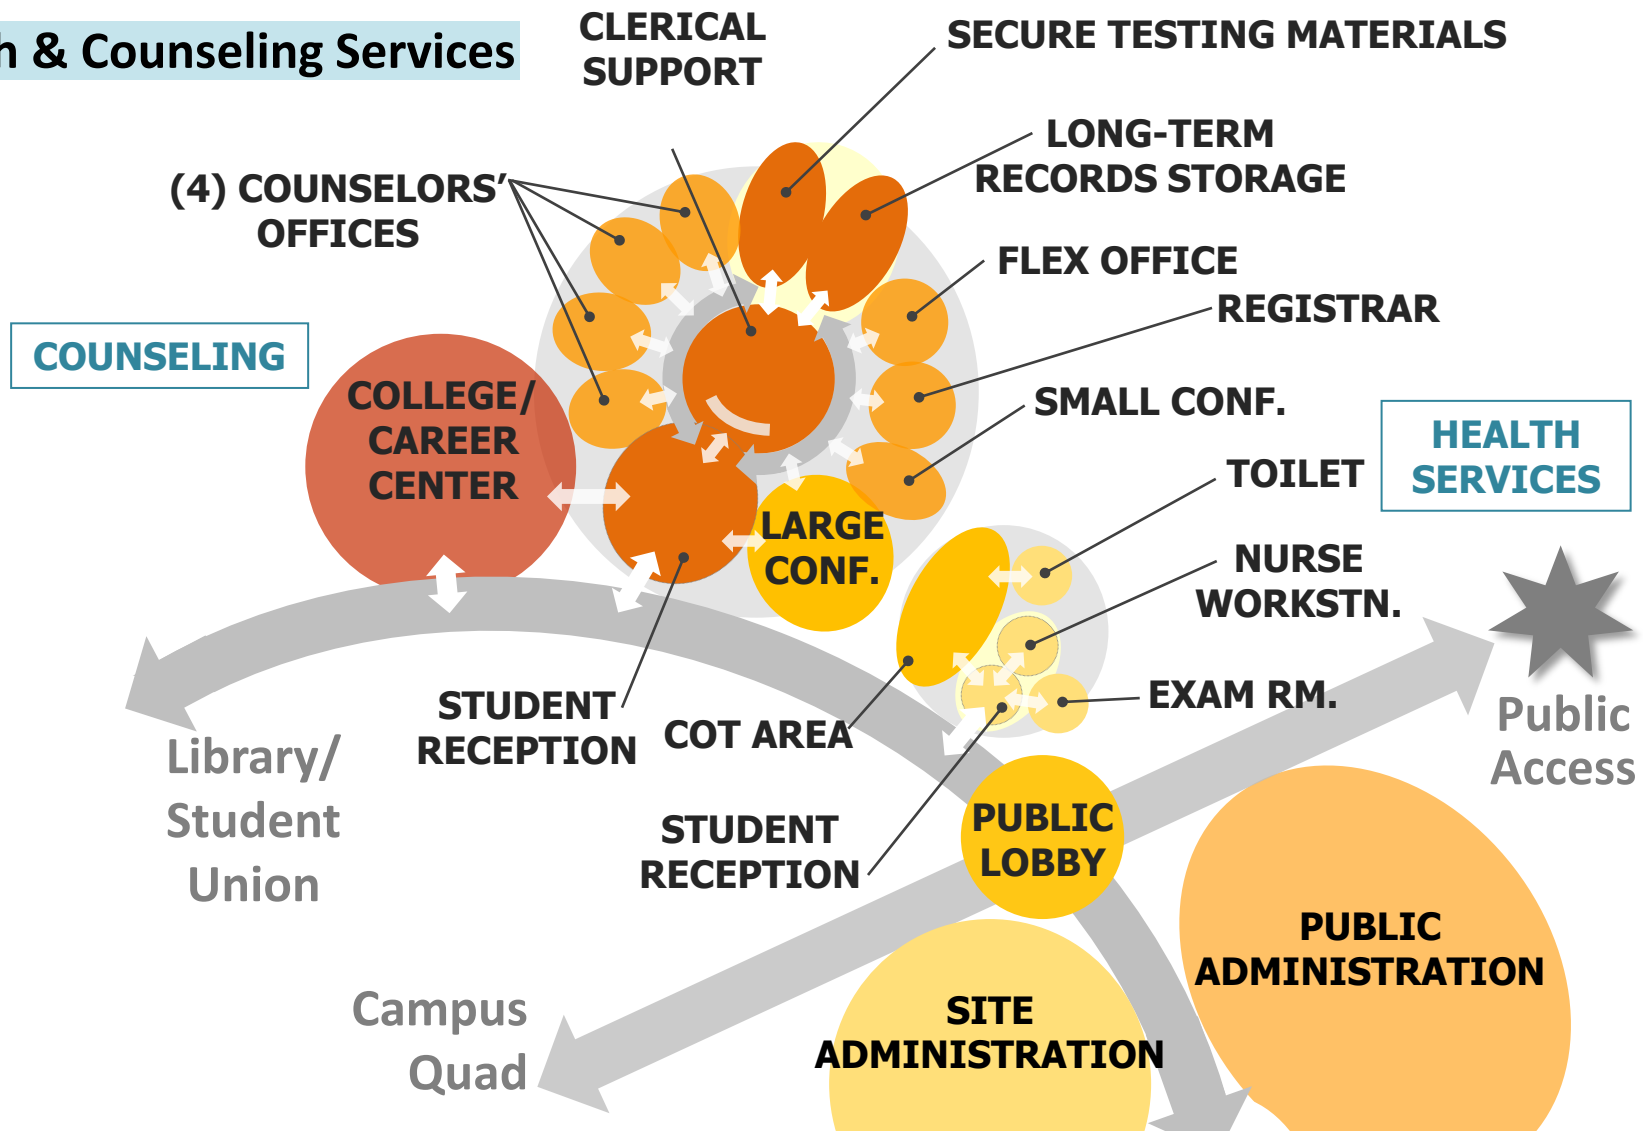 h & Counseling Services
CLERICAL
SUPPORT
SECURE TESTING MATERIALS
LONG-TERM
RECORDS STORAGE
(4) COUNSELORS’
OFFICES
FLEX OFFICE
REGISTRAR
COUNSELING
COLLEGE/
CAREER
CENTER
SMALL CONF.
HEALTH
SERVICES
TOILET
LARGE
CONF.
NURSE
WORKSTN.
STUDENT
RECEPTION
COT AREA
EXAM RM.
Public
Access
Library/
Student
Union
STUDENT
RECEPTION
PUBLIC
LOBBY
PUBLIC
ADMINISTRATION
Campus
Quad
SITE
ADMINISTRATION